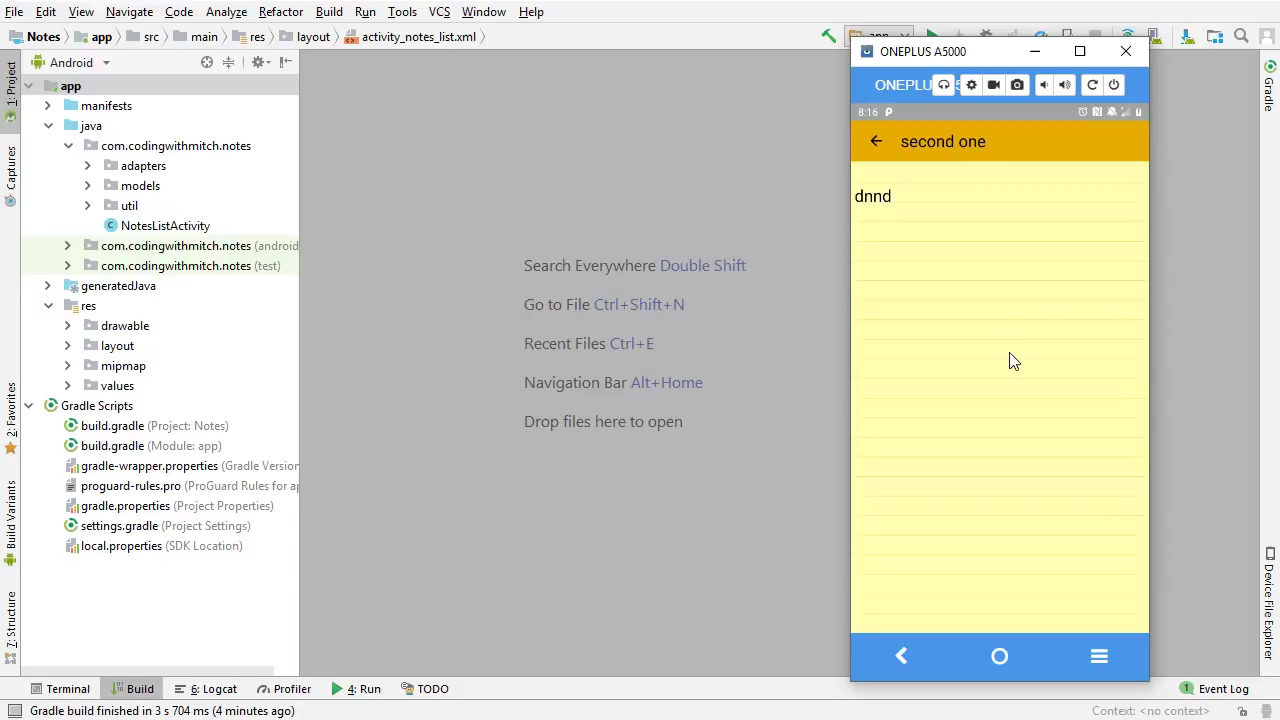 File Edit View Navigate Code Analyze Refactor Build Run Tools VCS Window Help
Notes app src main res layout activity_notes_list.xml
ONEPLUS A5000
Android
1: Project
Captures
2: Favorites
Build Variants
7: Structure
app
manifests
java
com.codingwithmitch.notes
adapters
models
util
NotesListActivity
com.codingwithmitch.notes (android
com.codingwithmitch.notes (test)
generatedJava
res
drawable
layout
mipmap
values
Gradle Scripts
build.gradle (Project: Notes)
build.gradle (Module: app)
gradle-wrapper.properties (Gradle Version
proguard-rules.pro (ProGuard Rules for ap
gradle.properties (Project Properties)
settings.gradle (Project Settings)
local.properties (SDK Location)
Search Everywhere Double Shift
Go to File Ctrl+Shift+N
Recent Files Ctrl+E
Navigation Bar Alt+Home
Drop files here to open
ONEPLU
8:16
second one
dnnd
Gradle
Device File Explorer
Terminal Build 6: Logcat Profiler 4: Run TODO
1 Event Log
Gradle build finished in 3 s 704 ms (4 minutes ago)
Context: <no context>